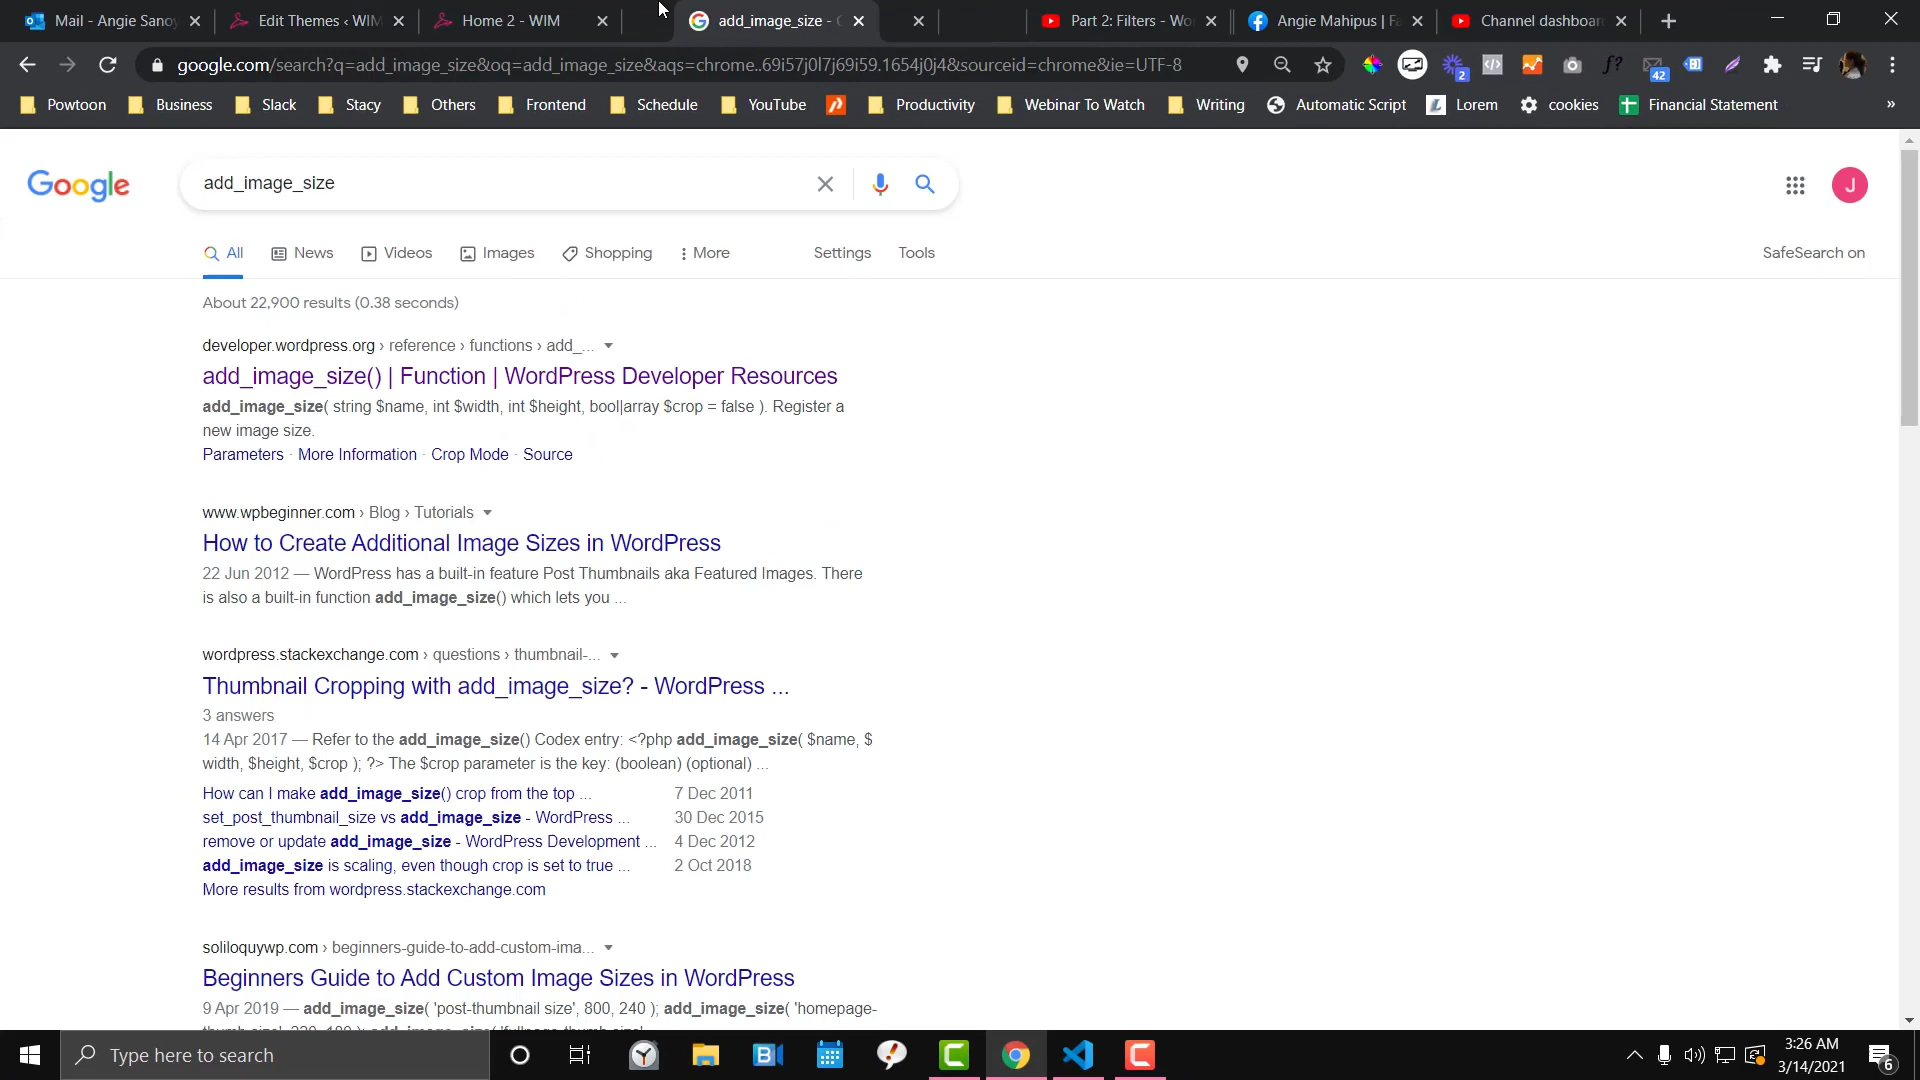 Mail - Angie Sanoy
Edit Themes ‹ WIM
Home 2 - WIM
add_image_size - G
Part 2: Filters - Wo
Angie Mahipus | Fa
Channel dashboar
google.com/search?q=add_image_size&oq=add_image_size&aqs=chrome..69i57j0l7j69i59.1654j0j4&sourceid=chrome&ie=UTF-8
2
42
Powtoon
Business
Slack
Stacy
Others
Frontend
Schedule
YouTube
Productivity
Webinar To Watch
Writing
Automatic Script
Lorem
cookies
Financial Statement
»
Google
add_image_size
J
All
News
Videos
Images
Shopping
More
Settings
Tools
SafeSearch on
About 22,900 results (0.38 seconds)
developer.wordpress.org › reference › functions › add_...
add_image_size() | Function | WordPress Developer Resources
add_image_size( string $name, int $width, int $height, bool|array $crop = false ). Register a
new image size.
Parameters · More Information · Crop Mode · Source
www.wpbeginner.com › Blog › Tutorials
How to Create Additional Image Sizes in WordPress
22 Jun 2012 — WordPress has a built-in feature Post Thumbnails aka Featured Images. There
is also a built-in function add_image_size() which lets you ...
wordpress.stackexchange.com › questions › thumbnail-...
Thumbnail Cropping with add_image_size? - WordPress ...
3 answers
14 Apr 2017 — Refer to the add_image_size() Codex entry: <?php add_image_size( $name, $
width, $height, $crop ); ?> The $crop parameter is the key: (boolean) (optional) ...
How can I make add_image_size() crop from the top ... 7 Dec 2011
set_post_thumbnail_size vs add_image_size - WordPress ... 30 Dec 2015
remove or update add_image_size - WordPress Development ... 4 Dec 2012
add_image_size is scaling, even though crop is set to true ... 2 Oct 2018
More results from wordpress.stackexchange.com
soliloquywp.com › beginners-guide-to-add-custom-ima...
Beginners Guide to Add Custom Image Sizes in WordPress
9 Apr 2019 — add_image_size( 'post-thumbnail size', 800, 240 ); add_image_size( 'homepage-
Type here to search
3:26 AM
3/14/2021
6